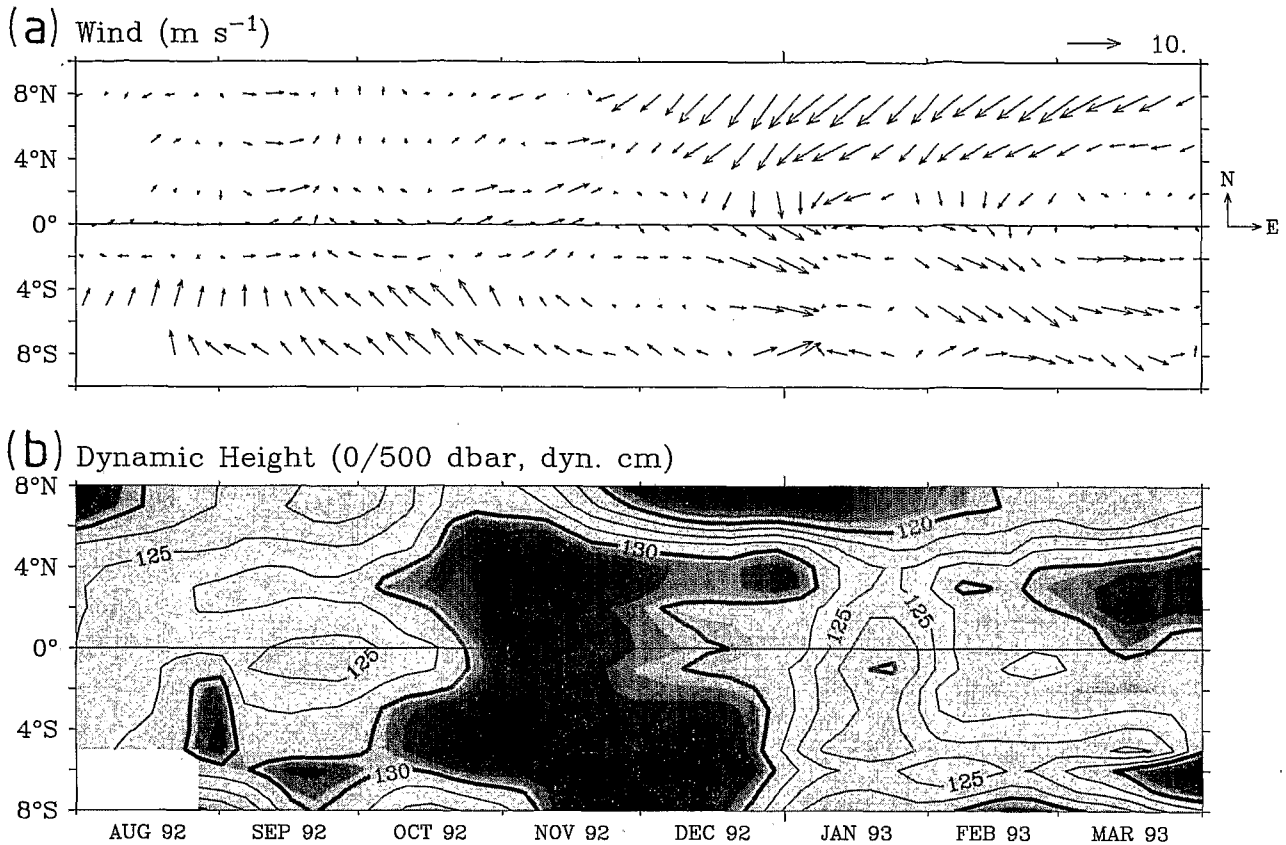 (a) Wind (m s⁻¹)
10.
8°N
4°N
0°
4°S
8°S
N
E
(b) Dynamic Height (0/500 dbar, dyn. cm)
8°N
4°N
0°
4°S
8°S
125
130
120
125
125
125
130
125
AUG 92 SEP 92 OCT 92 NOV 92 DEC 92 JAN 93 FEB 93 MAR 93